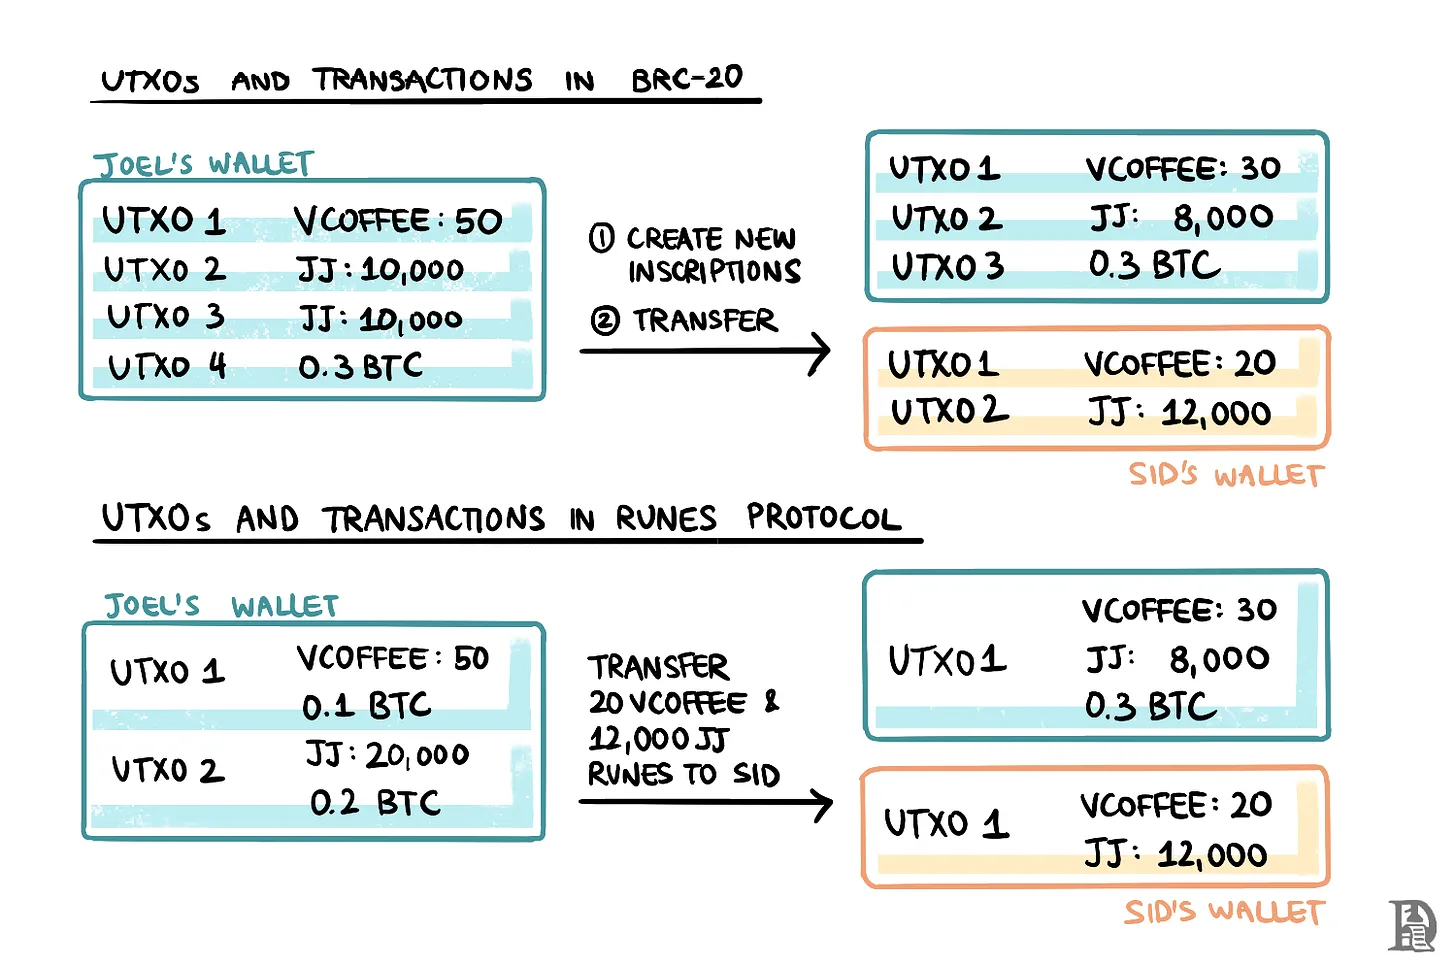 UTXOs AND TRANSACTIONS IN BRC-20
JOEL'S WALLET
UTXO 1 VCOFFEE: 50
UTXO 2 JJ: 10,000
UTXO 3 JJ: 10,000
UTXO 4 0.3 BTC
① CREATE NEW
INSCRIPTIONS
② TRANSFER
UTXO 1 VCOFFEE: 30
UTXO 2 JJ: 8,000
UTXO 3 0.3 BTC
UTXO 1 VCOFFEE: 20
UTXO 2 JJ: 12,000
SID'S WALLET
UTXOs AND TRANSACTIONS IN RUNES PROTOCOL
JOEL'S WALLET
UTXO 1 VCOFFEE: 50
0.1 BTC
UTXO 2 JJ: 20,000
0.2 BTC
TRANSFER
20 VCOFFEE &
12,000 JJ
RUNES TO SID
VCOFFEE: 30
UTXO 1 JJ: 8,000
0.3 BTC
UTXO 1 VCOFFEE: 20
JJ: 12,000
SID'S WALLET